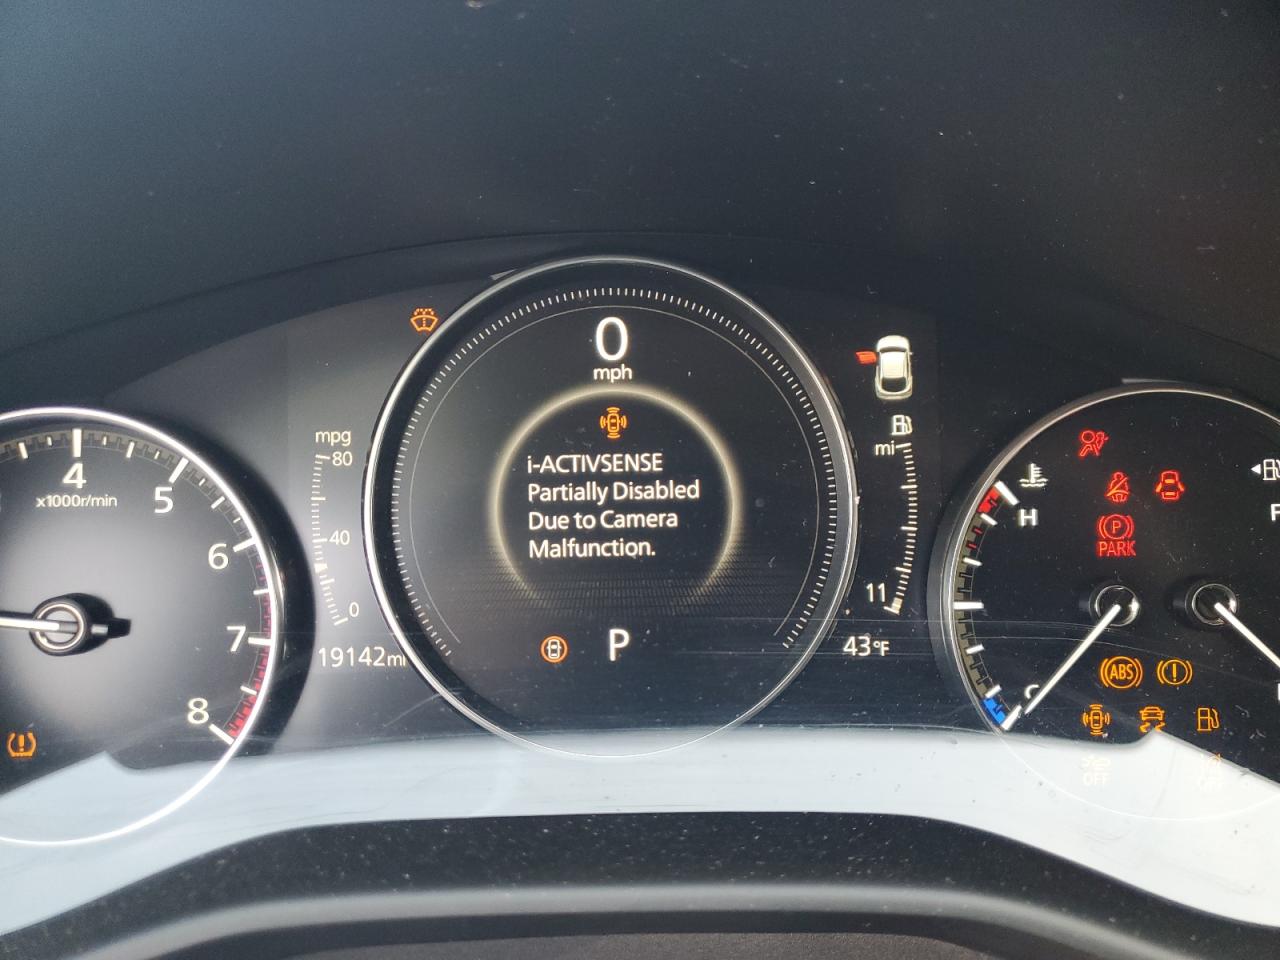 0
mph
i-ACTIVSENSE
Partially Disabled
Due to Camera
Malfunction.
P
4
x1000r/min
5
6
7
8
mpg
80
40
0
19142mi
mi
11
43°F
H
C
F
(P)
PARK
ABS
!
!
OFF
OFF